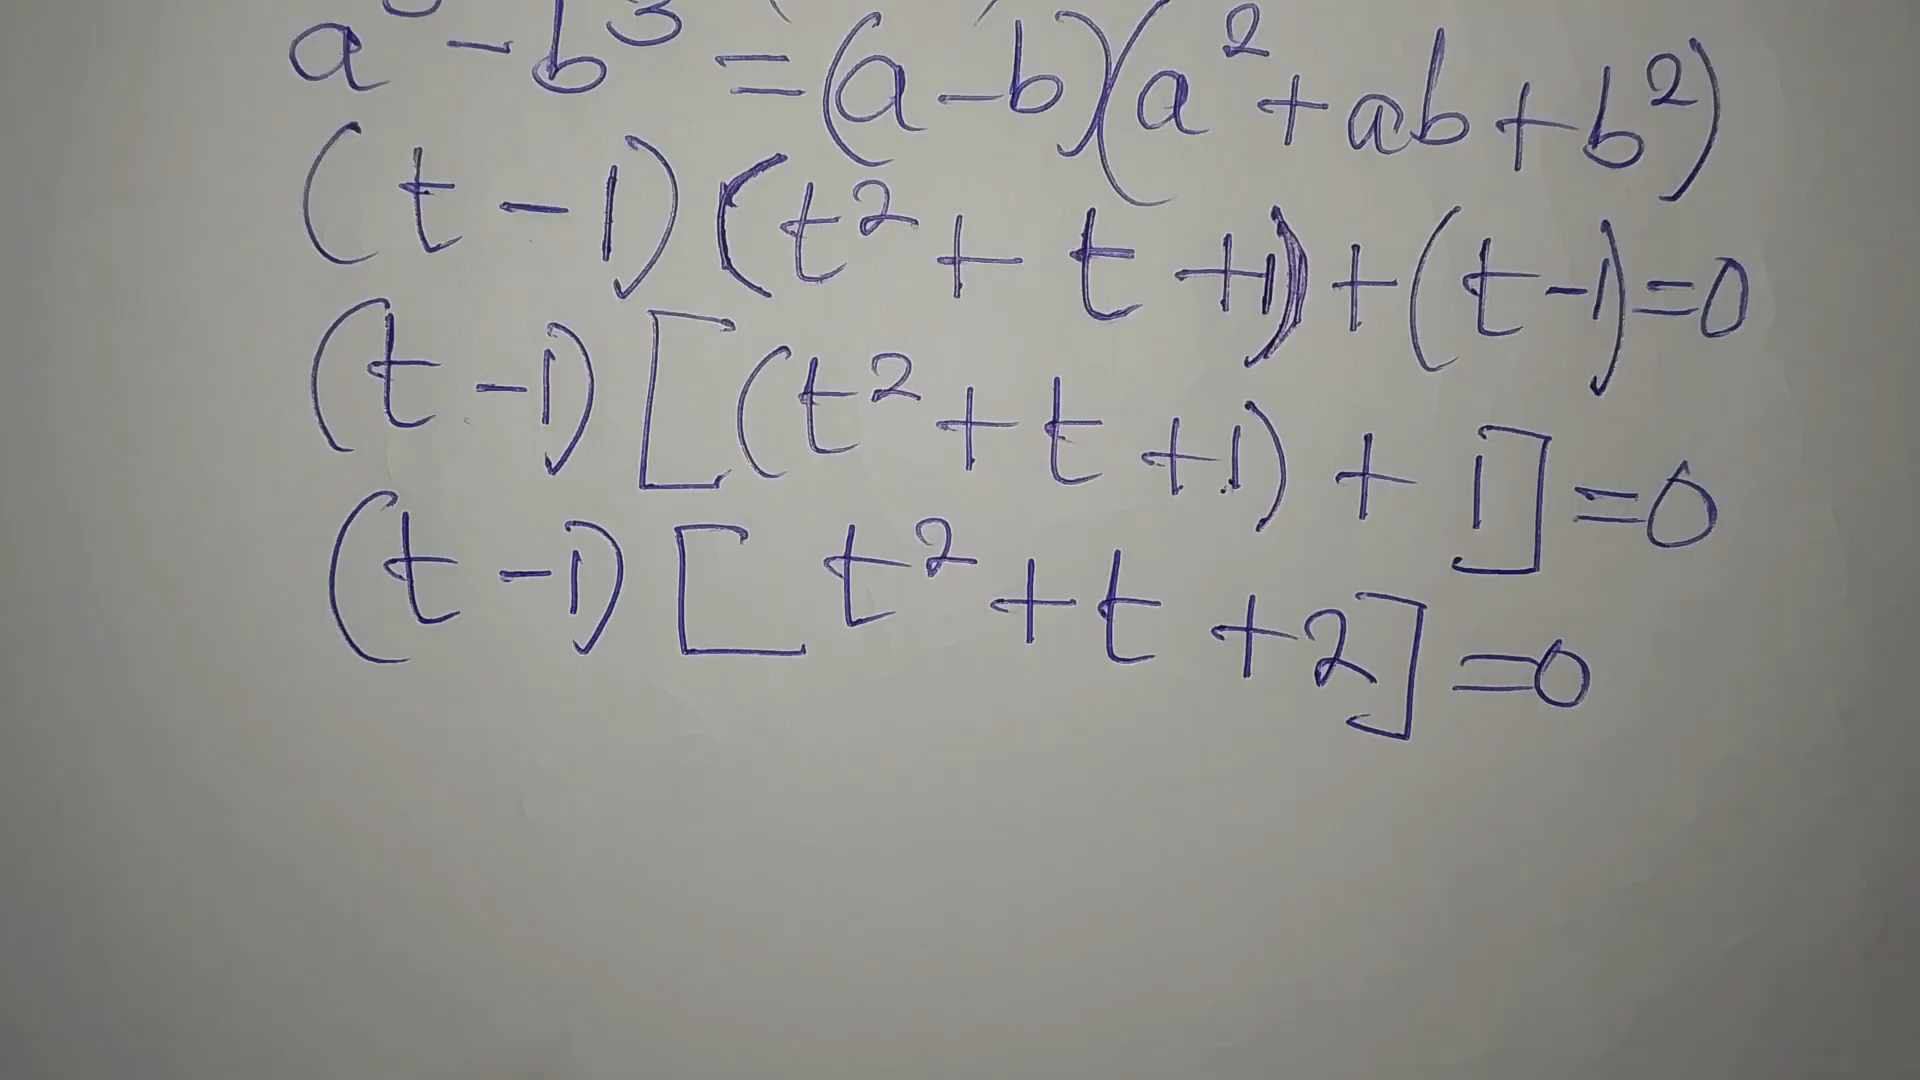 a³ - b³ = (a-b)(a²+ab+b²)
(t-1)(t²+t+1)+(t-1)=0
(t-1)[(t²+t+1)+1]=0
(t-1)[t²+t+2]=0